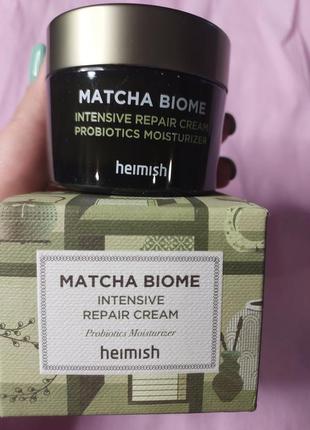 MATCHA BIOME
INTENSIVE REPAIR CREAM
PROBIOTICS MOISTURIZER
heimish
MATCHA BIOME
INTENSIVE
REPAIR CREAM
Probiotics Moisturizer
heimish